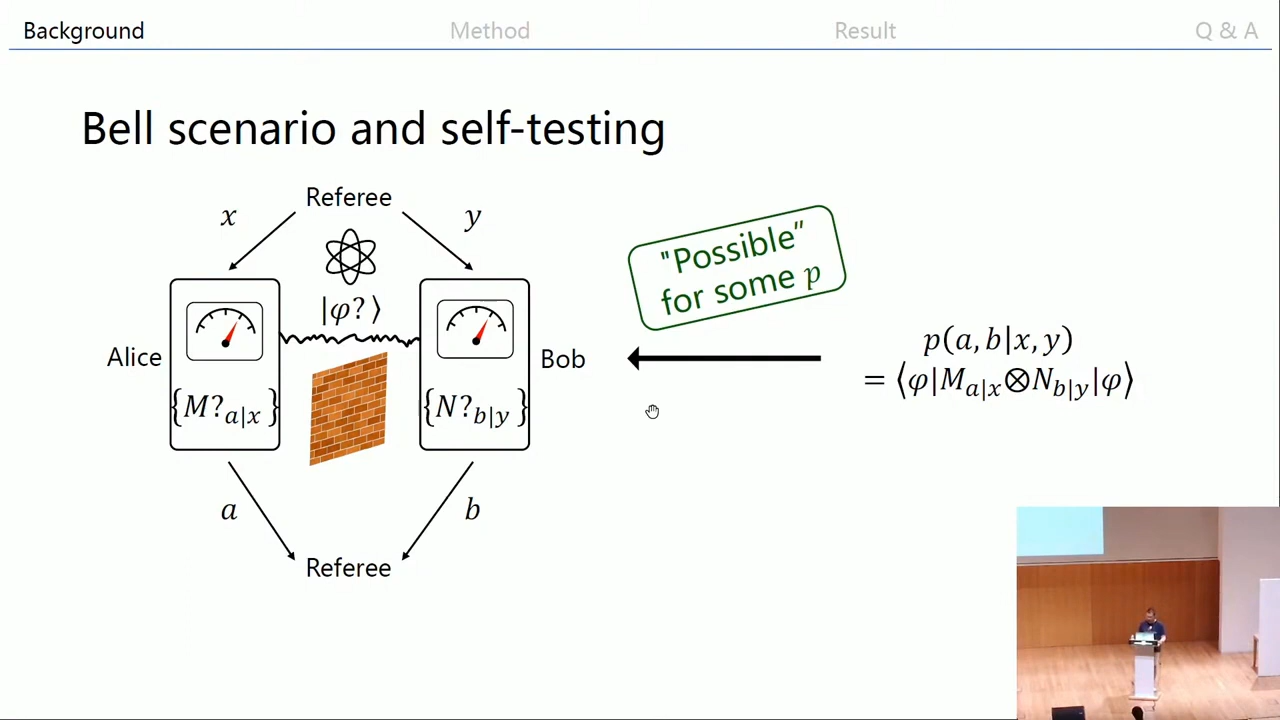 Background Method Result Q & A
Bell scenario and self-testing
Referee
x
y
|φ?⟩
"Possible"
for some p
Alice
Bob
{M?a|x}
{N?b|y}
p(a, b|x, y)
= ⟨φ|Ma|x⊗Nb|y|φ⟩
a
b
Referee